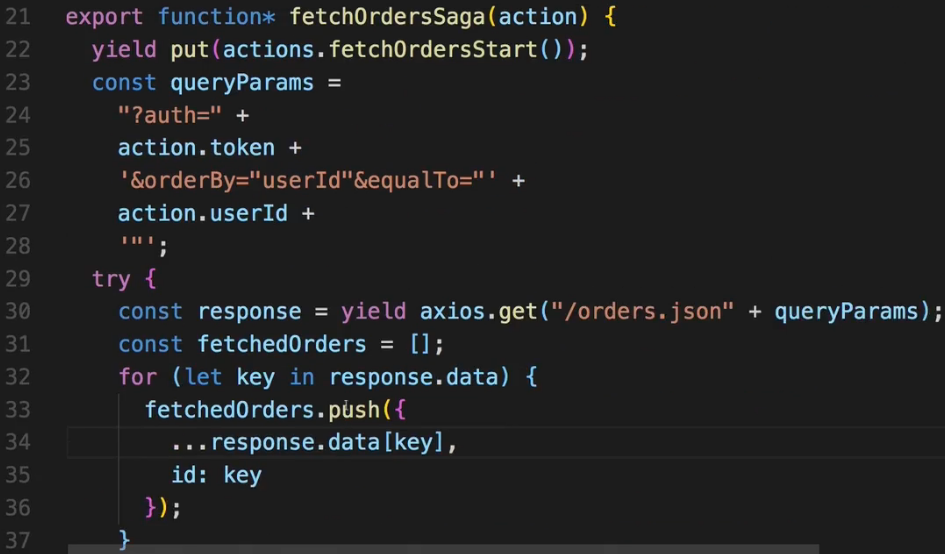 21 export function* fetchOrdersSaga(action) {
22 yield put(actions.fetchOrdersStart());
23 const queryParams =
24 "?auth=" +
25 action.token +
26 '&orderBy="userId"&equalTo="' +
27 action.userId +
28 '"';
29 try {
30 const response = yield axios.get("/orders.json" + queryParams);
31 const fetchedOrders = [];
32 for (let key in response.data) {
33 fetchedOrders.push({
34 ...response.data[key],
35 id: key
36 });
37 }